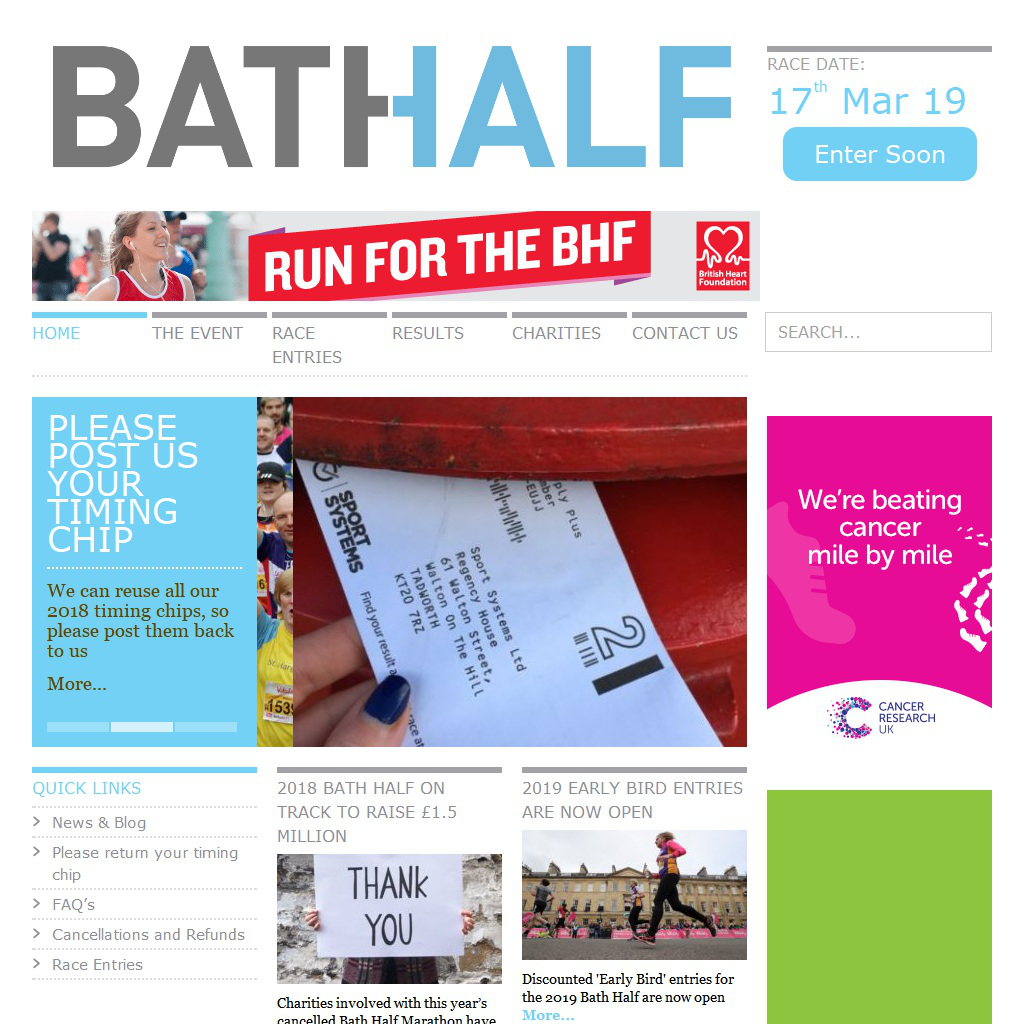 BATHALF
RACE DATE:
17th Mar 19
Enter Soon
RUN FOR THE BHF
British Heart
Foundation
HOME
THE EVENT
RACE
ENTRIES
RESULTS
CHARITIES
CONTACT US
SEARCH...
PLEASE
POST US
YOUR
TIMING
CHIP
We can reuse all our
2018 timing chips, so
please post them back
to us
More...
SPORT
SYSTEMS
Find your result a
Sport Systems Ltd
Regency House
61 Walton Street,
Walton On The Hill
TADWORTH
KT20 7RZ
ply Plus
mber
-EUJJ
2
We're beating
cancer
mile by mile
CANCER
RESEARCH
UK
QUICK LINKS
News & Blog
Please return your timing
chip
FAQ's
Cancellations and Refunds
Race Entries
2018 BATH HALF ON
TRACK TO RAISE £1.5
MILLION
THANK
YOU
Charities involved with this year's
cancelled Bath Half Marathon have
2019 EARLY BIRD ENTRIES
ARE NOW OPEN
Discounted 'Early Bird' entries for
the 2019 Bath Half are now open
More...